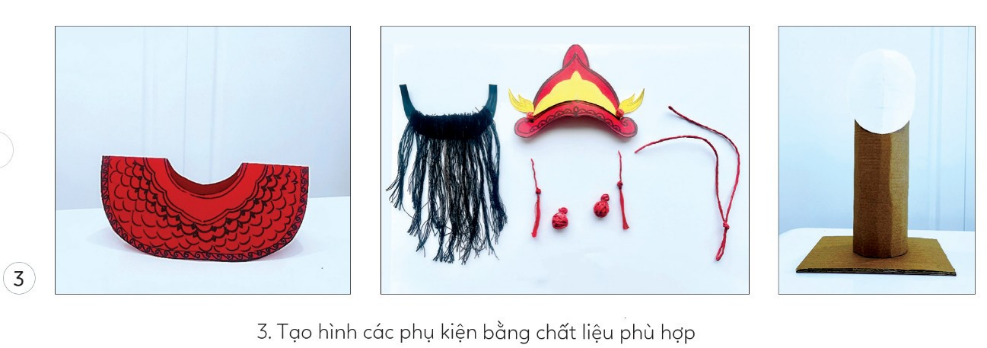 3
3. Tạo hình các phụ kiện bằng chất liệu phù hợp